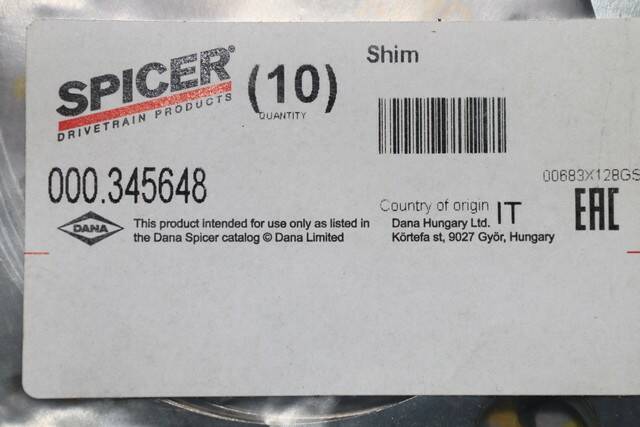 Shim
SPICER®
DRIVETRAIN PRODUCTS
(10)
QUANTITY
000.345648
00683X128GS
DANA
This product intended for use only as listed in
the Dana Spicer catalog © Dana Limited
Country of origin IT
Dana Hungary Ltd.
Körtefa st, 9027 Györ, Hungary
EAC